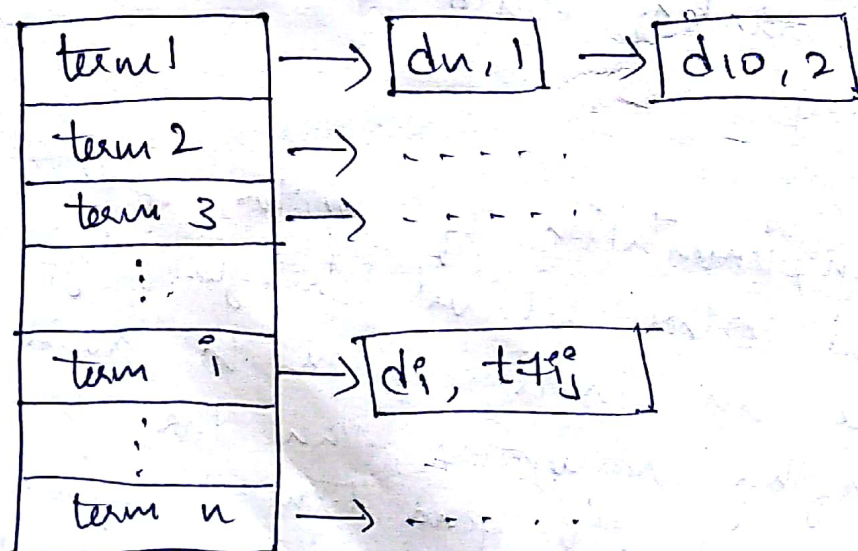 term 1 → dn, 1 → d10, 2
term 2 → . . . . .
term 3 → . . . . .
⋮
term i → di, tfij
⋮
term n → . . . . .